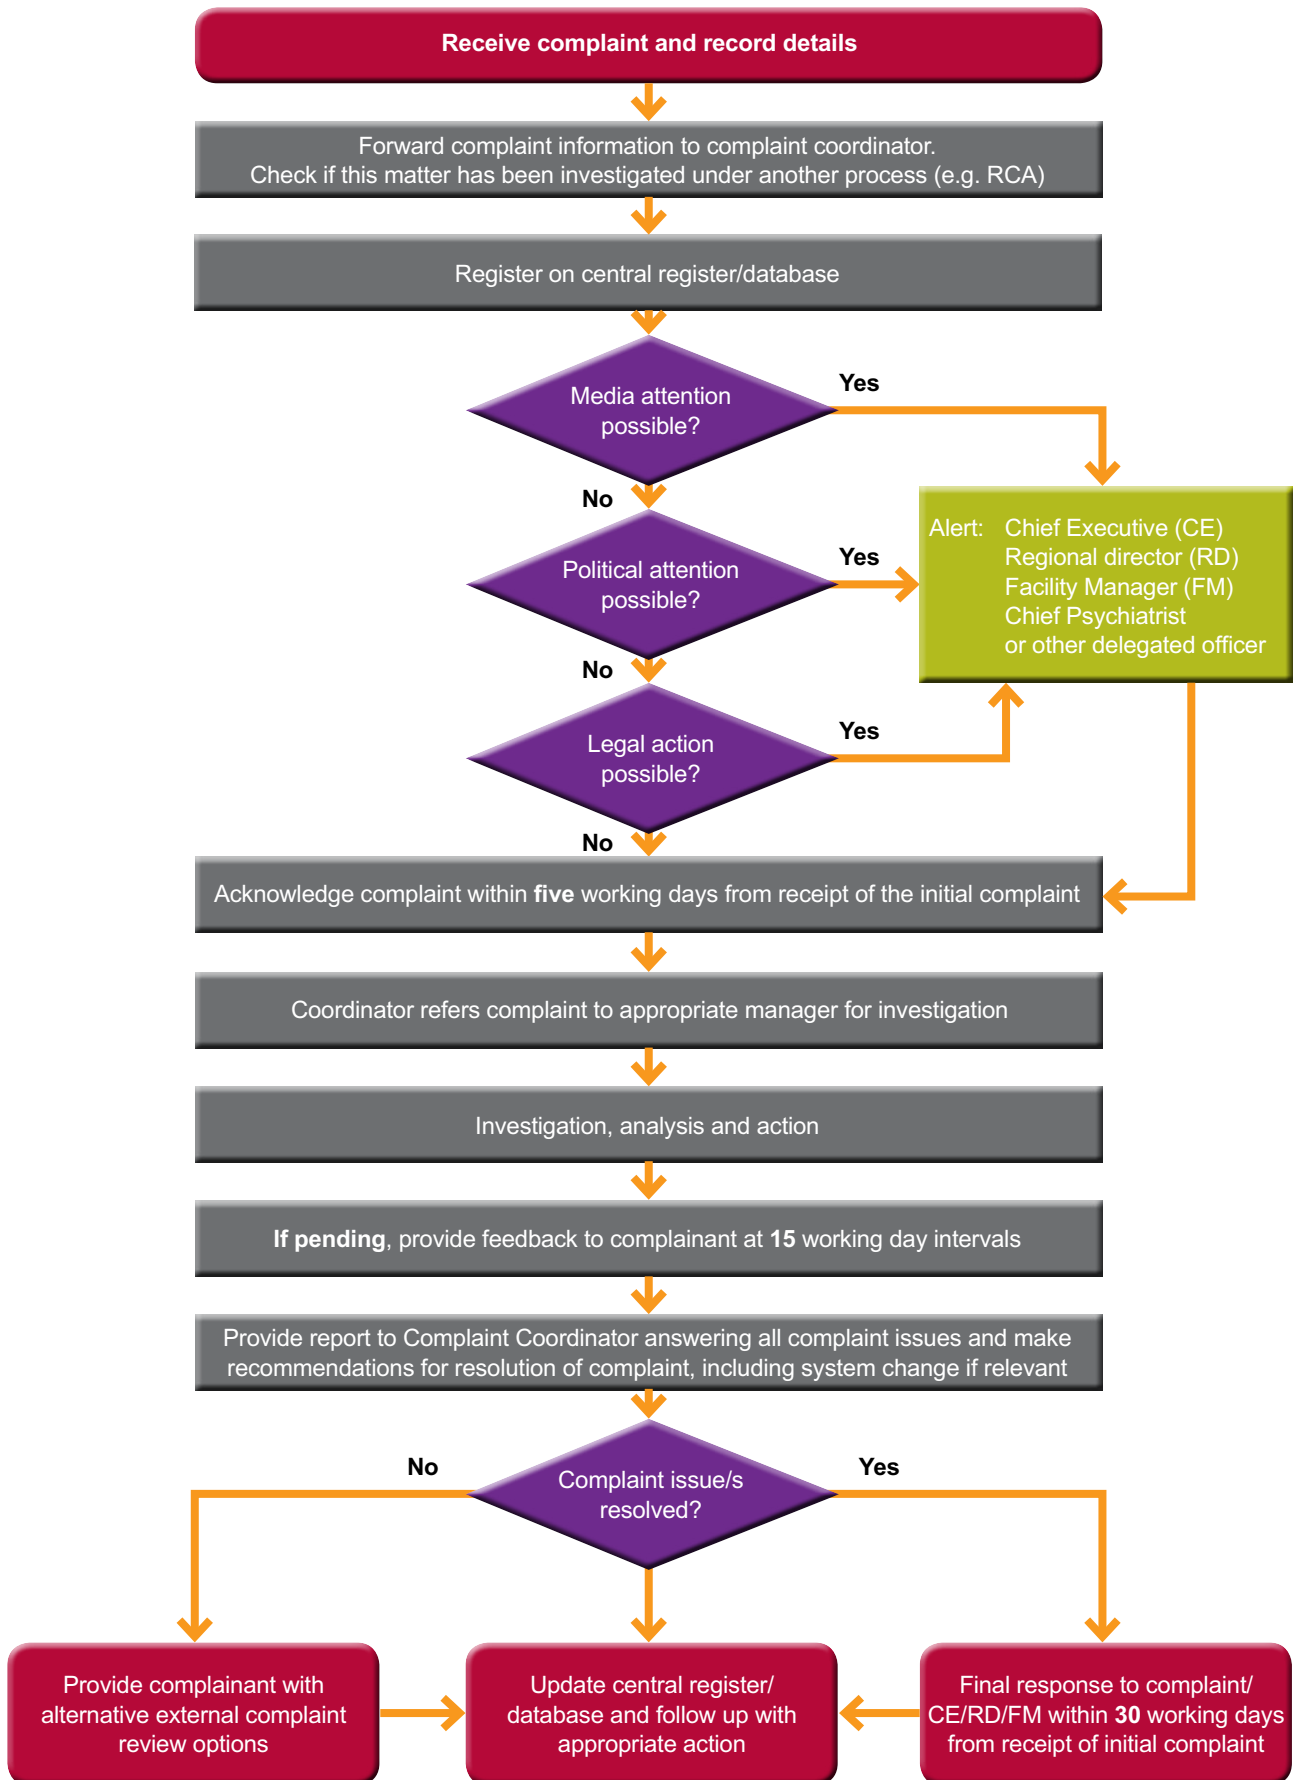 Receive complaint and record details
Forward complaint information to complaint coordinator.
Check if this matter has been investigated under another process (e.g. RCA)
Register on central register/database
Media attention
possible?
Yes
No
Political attention
possible?
Yes
Alert: Chief Executive (CE)
Regional director (RD)
Facility Manager (FM)
Chief Psychiatrist
or other delegated officer
No
Legal action
possible?
Yes
No
Acknowledge complaint within five working days from receipt of the initial complaint
Coordinator refers complaint to appropriate manager for investigation
Investigation, analysis and action
If pending, provide feedback to complainant at 15 working day intervals
Provide report to Complaint Coordinator answering all complaint issues and make
recommendations for resolution of complaint, including system change if relevant
No
Complaint issue/s
resolved?
Yes
Provide complainant with
alternative external complaint
review options
Update central register/
database and follow up with
appropriate action
Final response to complaint/
CE/RD/FM within 30 working days
from receipt of initial complaint